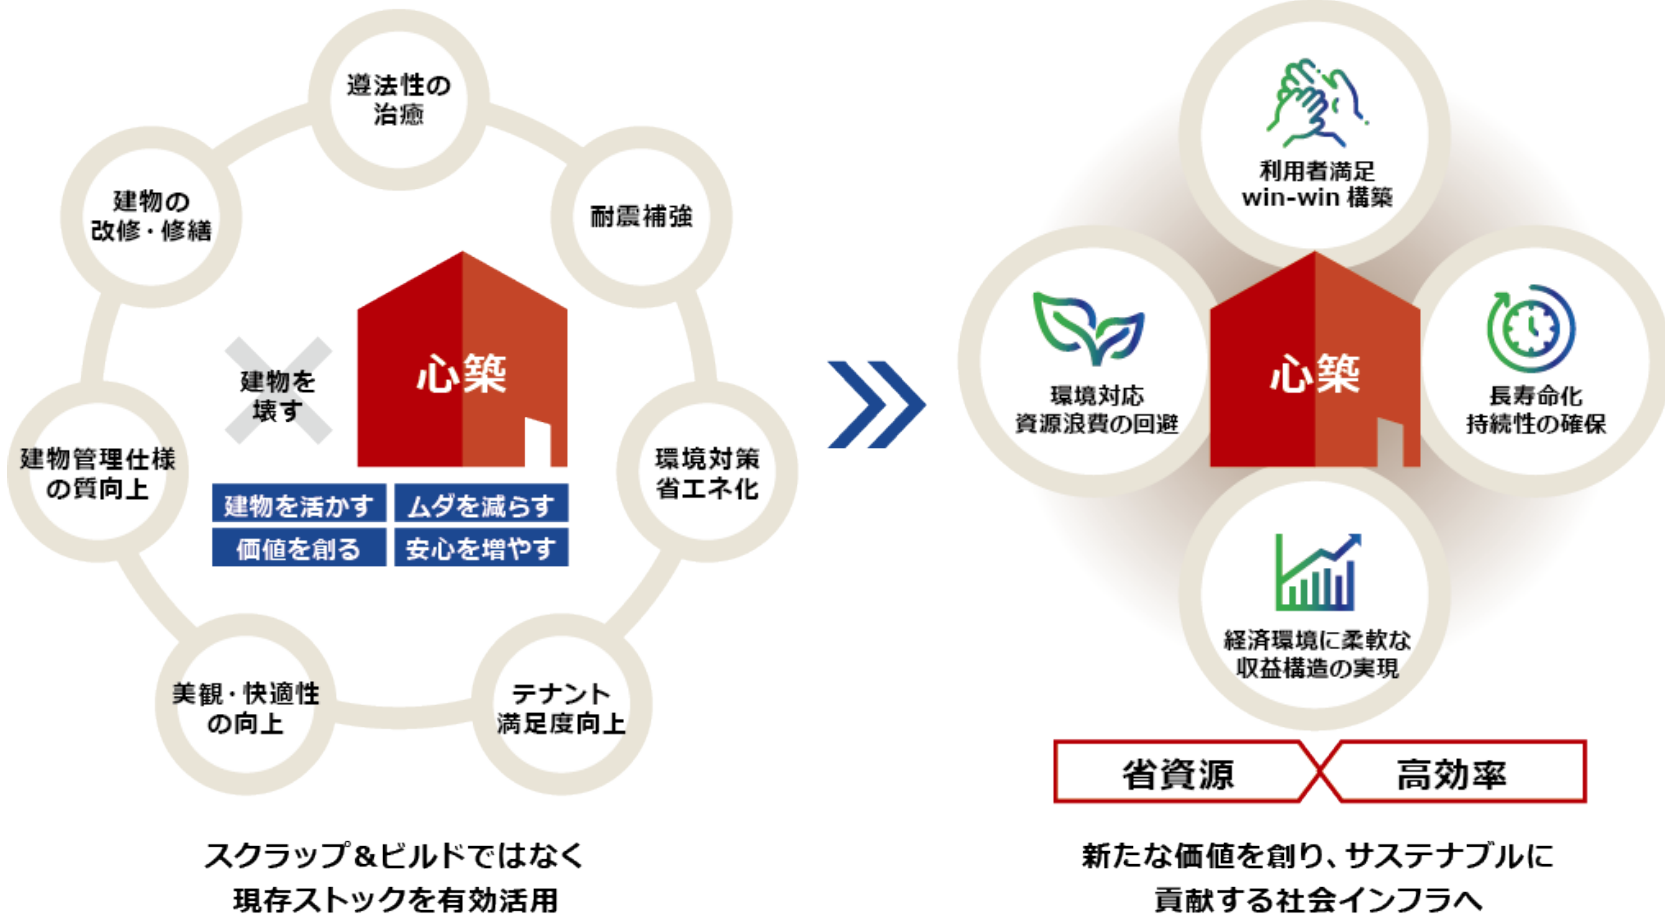 遵法性の
治癒
建物の
改修・修繕
耐震補強
建物を
壊す
心築
建物管理仕様
の質向上
環境対策
省エネ化
建物を活かす
ムダを減らす
価値を創る
安心を増やす
美観・快適性
の向上
テナント
満足度向上
スクラップ&ビルドではなく
現存ストックを有効活用
利用者満足
win-win 構築
環境対応
資源浪費の回避
心築
長寿命化
持続性の確保
経済環境に柔軟な
収益構造の実現
省資源
高効率
新たな価値を創り、サステナブルに
貢献する社会インフラへ